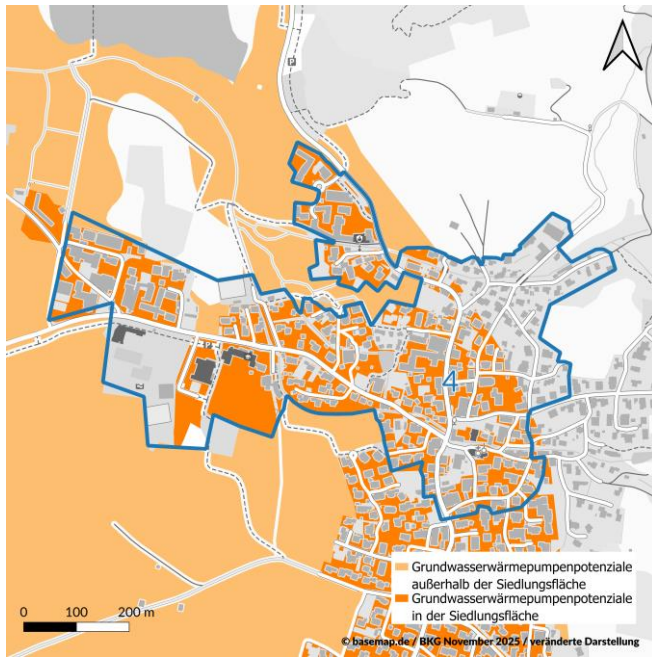 P
4
Grundwasserwärmepumpenpotenziale
außerhalb der Siedlungsfläche
Grundwasserwärmepumpenpotenziale
in der Siedlungsfläche
0 100 200 m
© basemap.de / BKG November 2025 / veränderte Darstellung